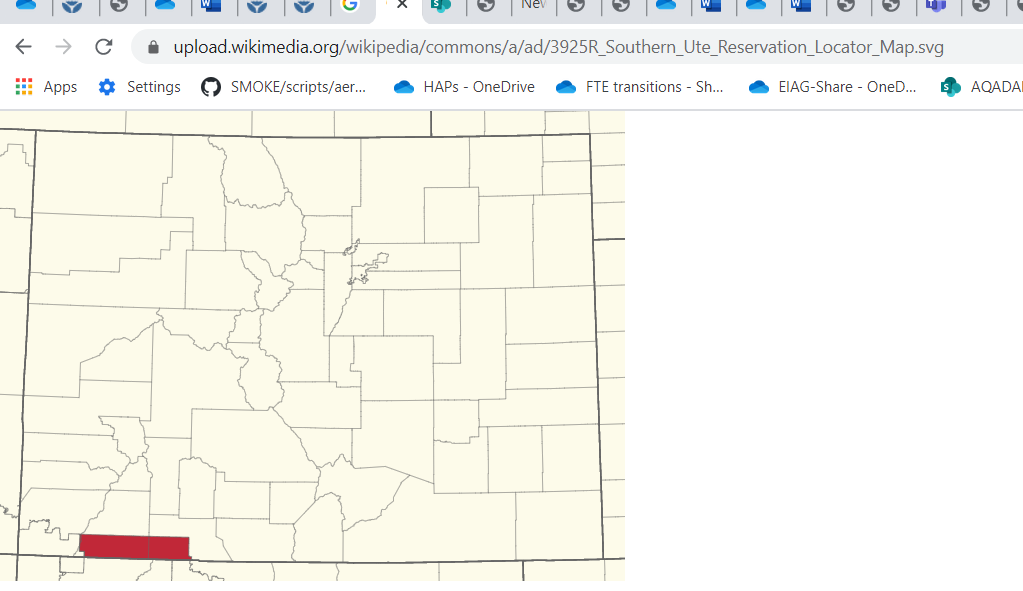 New
upload.wikimedia.org/wikipedia/commons/a/ad/3925R_Southern_Ute_Reservation_Locator_Map.svg
Apps Settings SMOKE/scripts/aer... HAPs - OneDrive FTE transitions - Sh... EIAG-Share - OneD... AQADA